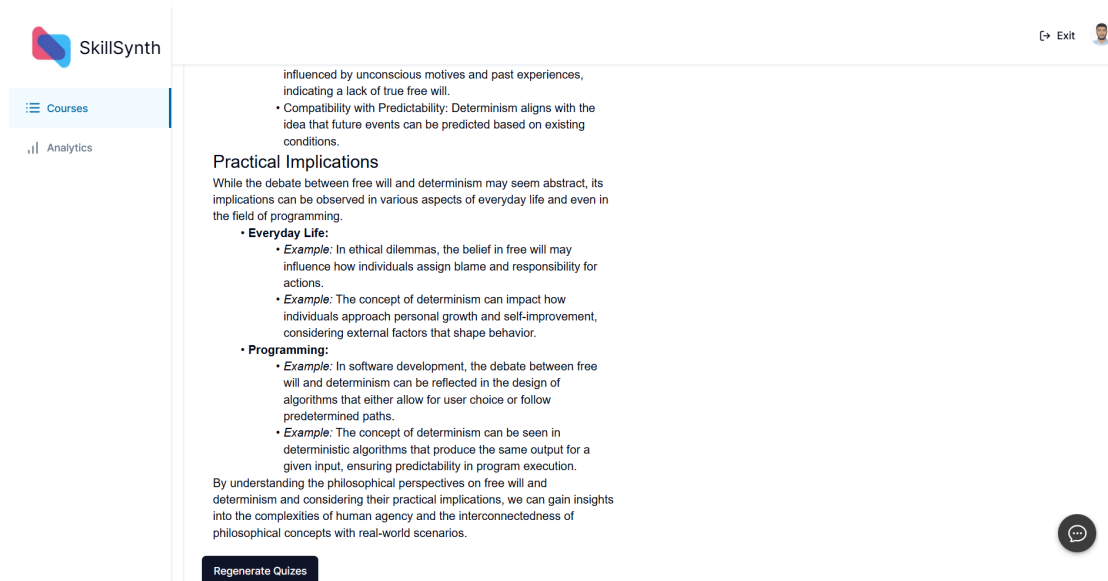 SkillSynth
Exit
Courses
Analytics
influenced by unconscious motives and past experiences,
indicating a lack of true free will.
• Compatibility with Predictability: Determinism aligns with the
idea that future events can be predicted based on existing
conditions.
Practical Implications
While the debate between free will and determinism may seem abstract, its
implications can be observed in various aspects of everyday life and even in
the field of programming.
• Everyday Life:
• Example: In ethical dilemmas, the belief in free will may
influence how individuals assign blame and responsibility for
actions.
• Example: The concept of determinism can impact how
individuals approach personal growth and self-improvement,
considering external factors that shape behavior.
• Programming:
• Example: In software development, the debate between free
will and determinism can be reflected in the design of
algorithms that either allow for user choice or follow
predetermined paths.
• Example: The concept of determinism can be seen in
deterministic algorithms that produce the same output for a
given input, ensuring predictability in program execution.
By understanding the philosophical perspectives on free will and
determinism and considering their practical implications, we can gain insights
into the complexities of human agency and the interconnectedness of
philosophical concepts with real-world scenarios.
Regenerate Quizes